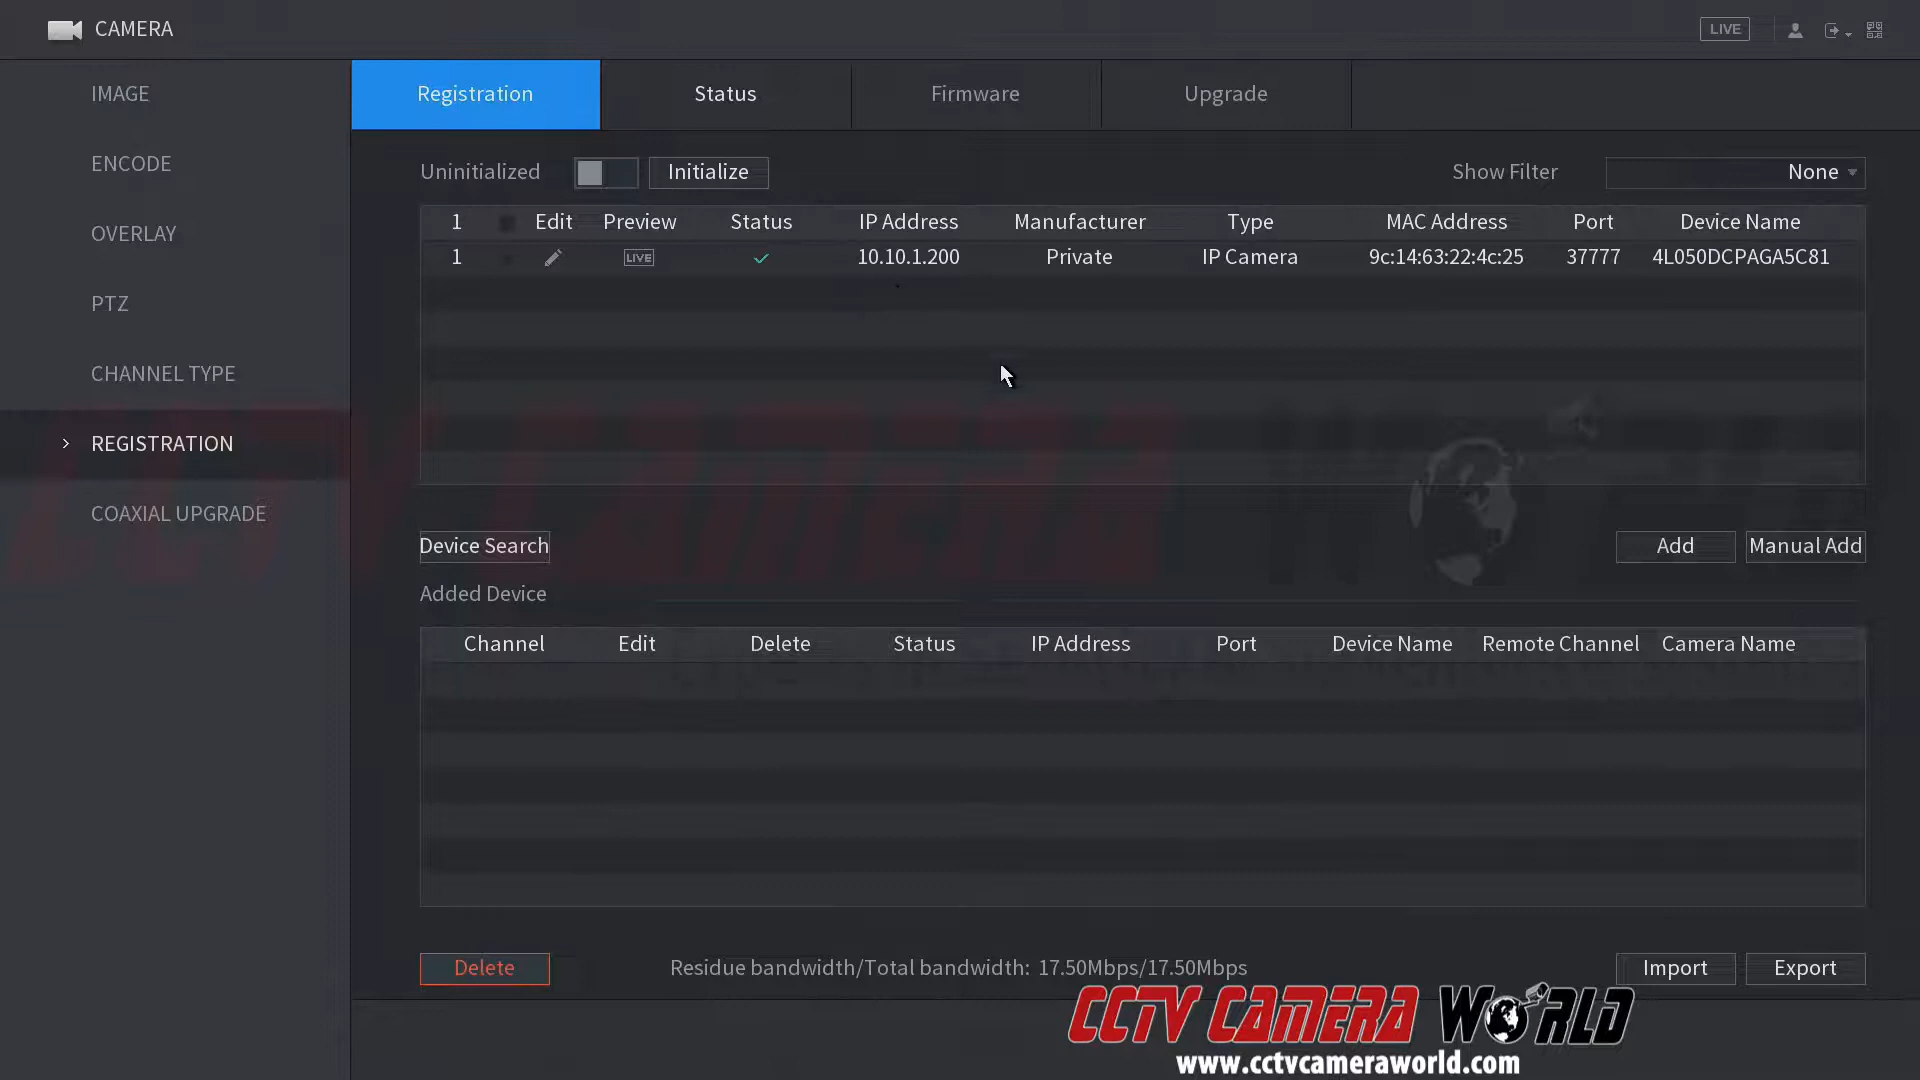 CAMERA
LIVE
IMAGE
ENCODE
OVERLAY
PTZ
CHANNEL TYPE
REGISTRATION
COAXIAL UPGRADE
Registration Status Firmware Upgrade
Uninitialized Initialize Show Filter None
1 Edit Preview Status IP Address Manufacturer Type MAC Address Port Device Name
1 LIVE 10.10.1.200 Private IP Camera 9c:14:63:22:4c:25 37777 4L050DCPAGA5C81
CCTV CAMERA
Device Search Add Manual Add
Added Device
Channel Edit Delete Status IP Address Port Device Name Remote Channel Camera Name
Delete Residue bandwidth/Total bandwidth: 17.50Mbps/17.50Mbps Import Export
CCTV CAMERA WORLD
www.cctvcameraworld.com